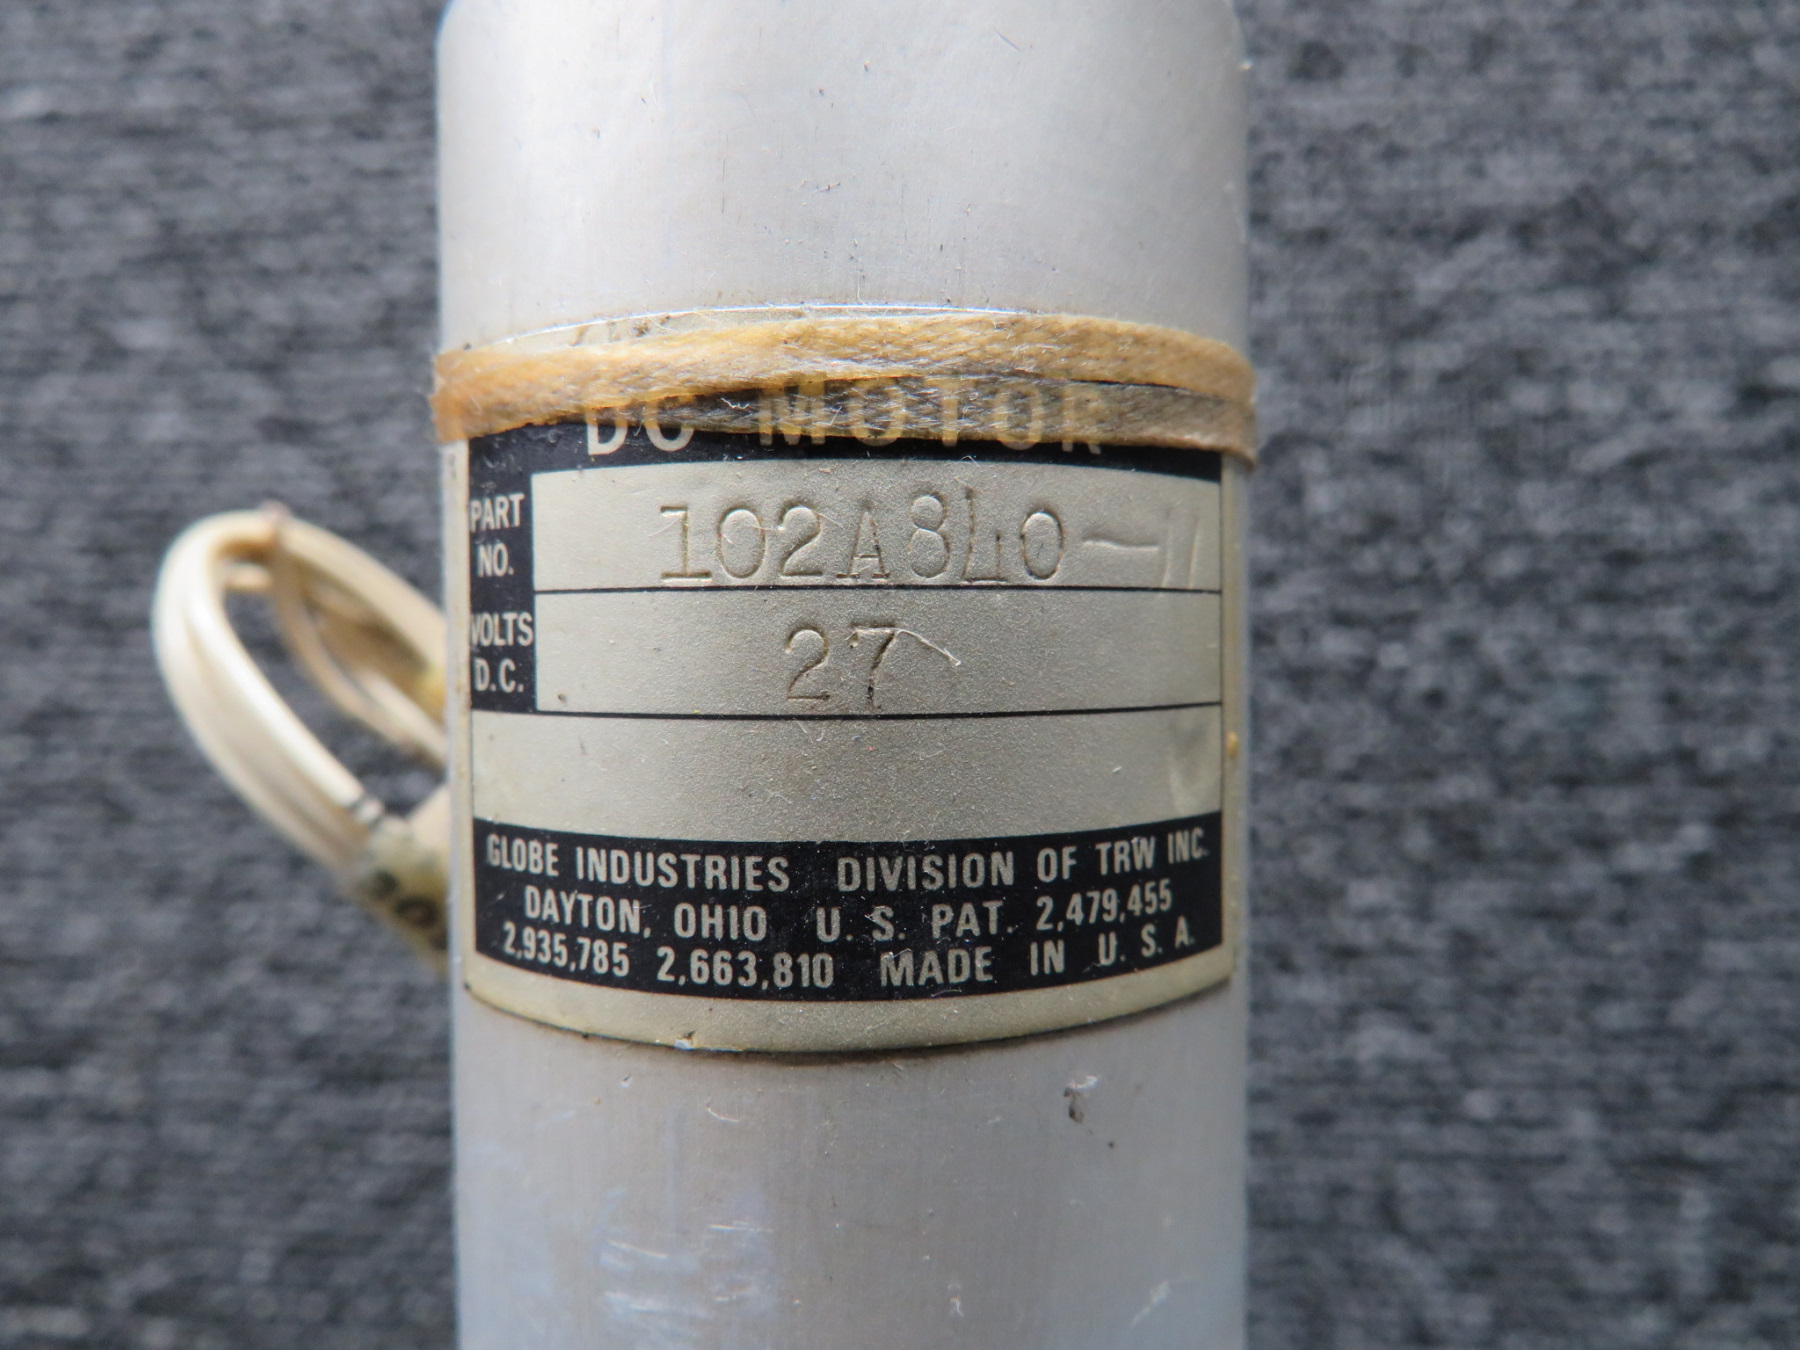 DC MOTOR
PART NO. 102A840-11
VOLTS D.C. 27
GLOBE INDUSTRIES DIVISION OF TRW INC.
DAYTON, OHIO U. S. PAT. 2,479,455
2,935,785 2,663,810 MADE IN U. S. A.